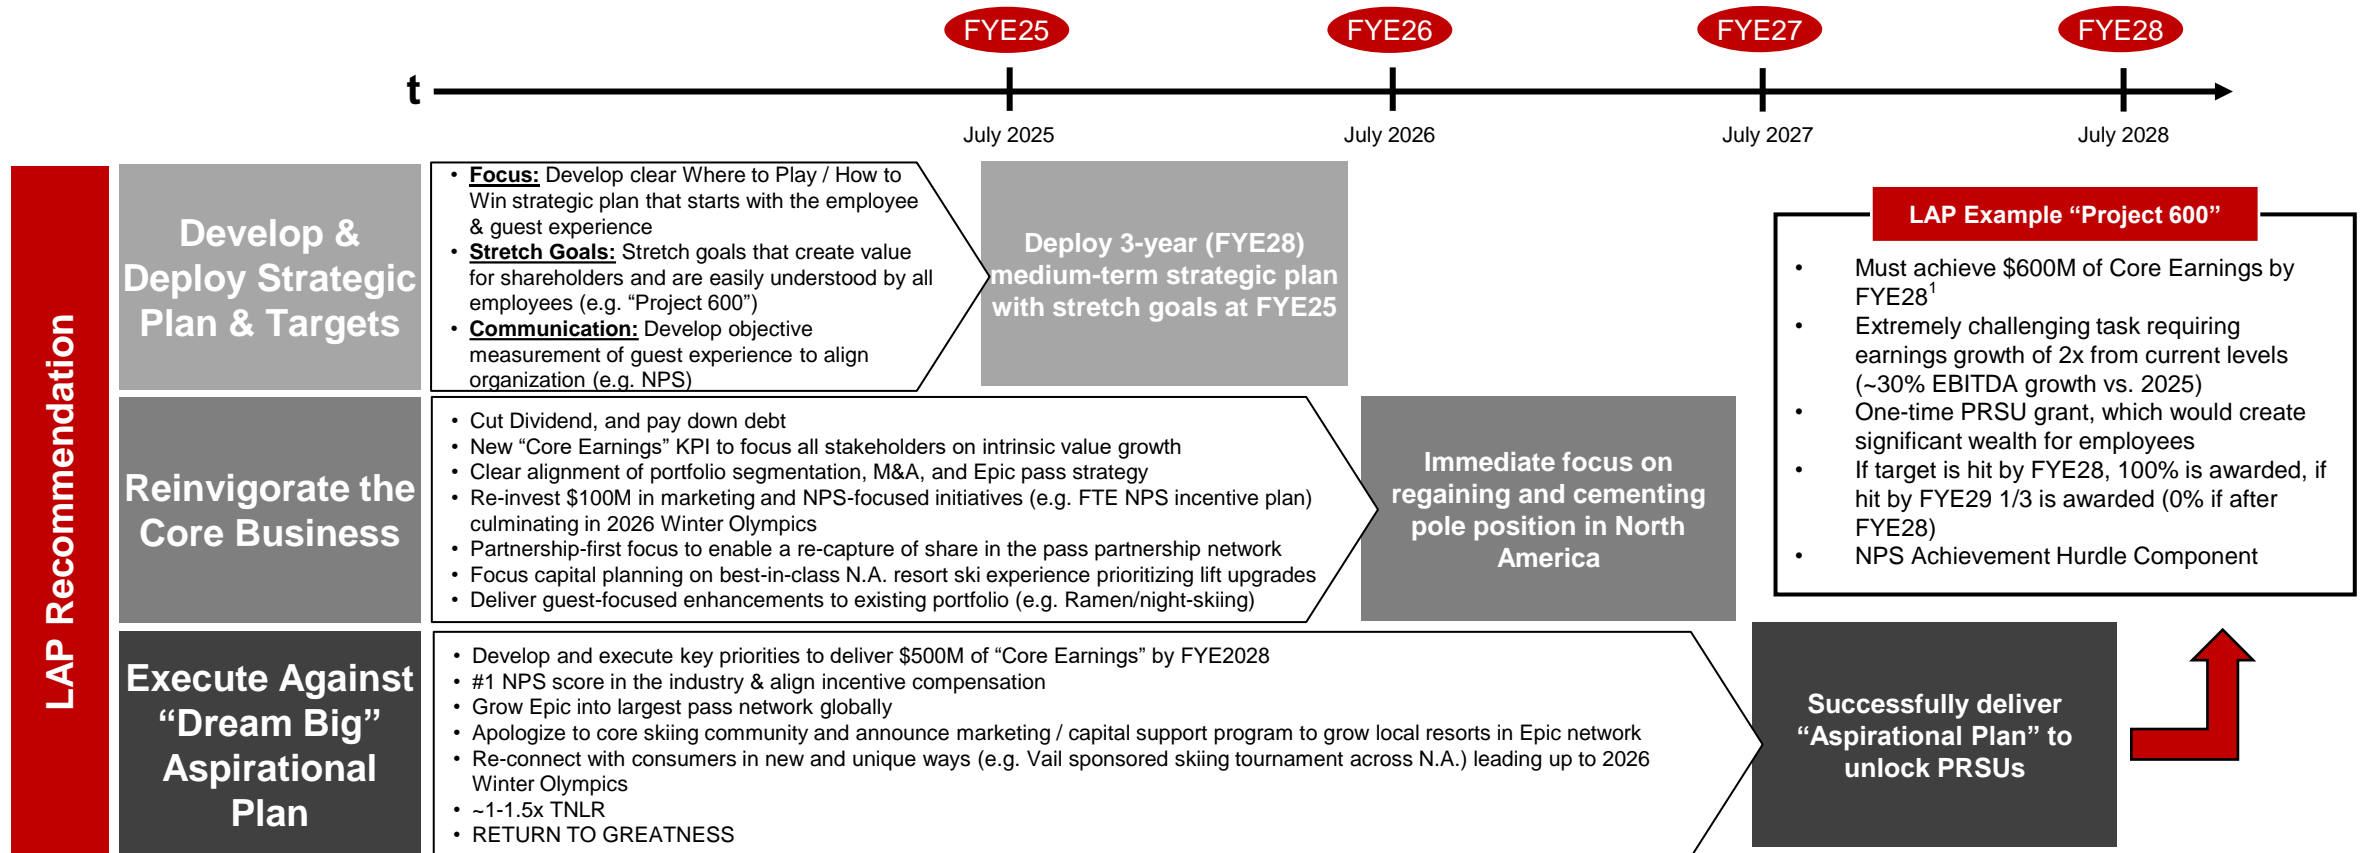 FYE25 FYE26 FYE27 FYE28
t
July 2025 July 2026 July 2027 July 2028
LAP Recommendation
Develop &
Deploy Strategic
Plan & Targets
• Focus: Develop clear Where to Play / How to
Win strategic plan that starts with the employee
& guest experience
• Stretch Goals: Stretch goals that create value
for shareholders and are easily understood by all
employees (e.g. “Project 600”)
• Communication: Develop objective
measurement of guest experience to align
organization (e.g. NPS)
Deploy 3-year (FYE28)
medium-term strategic plan
with stretch goals at FYE25
Reinvigorate the
Core Business
• Cut Dividend, and pay down debt
• New “Core Earnings” KPI to focus all stakeholders on intrinsic value growth
• Clear alignment of portfolio segmentation, M&A, and Epic pass strategy
• Re-invest $100M in marketing and NPS-focused initiatives (e.g. FTE NPS incentive plan)
culminating in 2026 Winter Olympics
• Partnership-first focus to enable a re-capture of share in the pass partnership network
• Focus capital planning on best-in-class N.A. resort ski experience prioritizing lift upgrades
• Deliver guest-focused enhancements to existing portfolio (e.g. Ramen/night-skiing)
Immediate focus on
regaining and cementing
pole position in North
America
Execute Against
“Dream Big”
Aspirational
Plan
• Develop and execute key priorities to deliver $500M of “Core Earnings” by FYE2028
• #1 NPS score in the industry & align incentive compensation
• Grow Epic into largest pass network globally
• Apologize to core skiing community and announce marketing / capital support program to grow local resorts in Epic network
• Re-connect with consumers in new and unique ways (e.g. Vail sponsored skiing tournament across N.A.) leading up to 2026
Winter Olympics
• ~1-1.5x TNLR
• RETURN TO GREATNESS
Successfully deliver
“Aspirational Plan” to
unlock PRSUs
LAP Example “Project 600”
• Must achieve $600M of Core Earnings by
FYE28¹
• Extremely challenging task requiring
earnings growth of 2x from current levels
(~30% EBITDA growth vs. 2025)
• One-time PRSU grant, which would create
significant wealth for employees
• If target is hit by FYE28, 100% is awarded, if
hit by FYE29 1/3 is awarded (0% if after
FYE28)
• NPS Achievement Hurdle Component